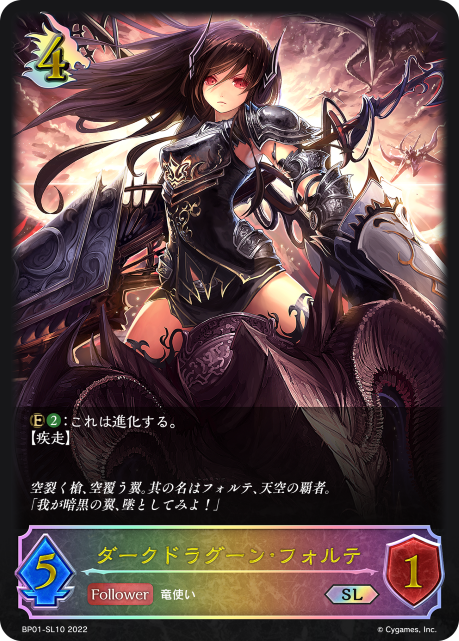 4
E 2：これは進化する。
【疾走】
空裂く槍、空覆う翼。其の名はフォルテ、天空の覇者。
「我が暗黒の翼、墜としてみよ！」
ダークドラグーン・フォルテ
5
1
Follower 竜使い
SL
BP01-SL10 2022
© Cygames, Inc.